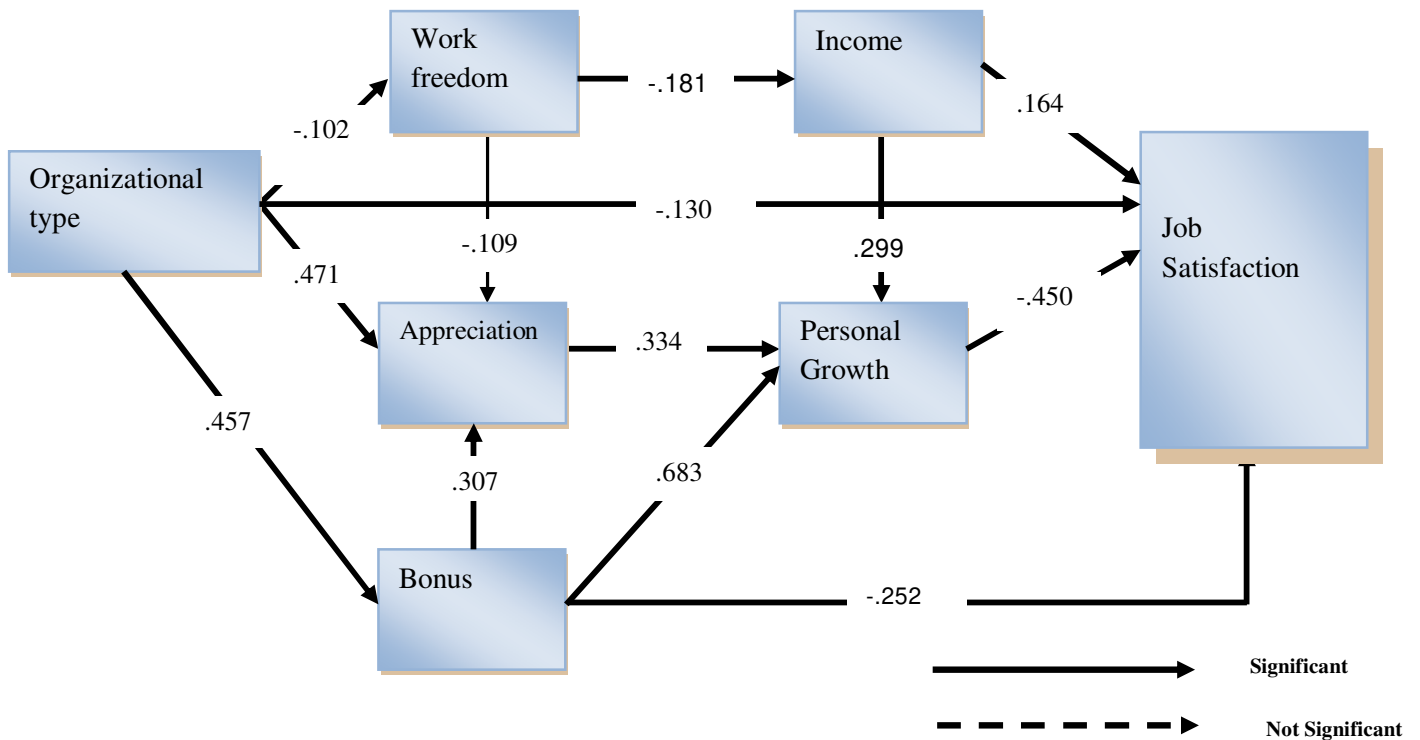 Work
freedom
Income
-.181
.164
-.102
Organizational
type
-.130
Job
Satisfaction
-.109
.299
.471
-.450
Appreciation
.334
Personal
Growth
.457
.307
.683
Bonus
-.252
Significant
Not Significant